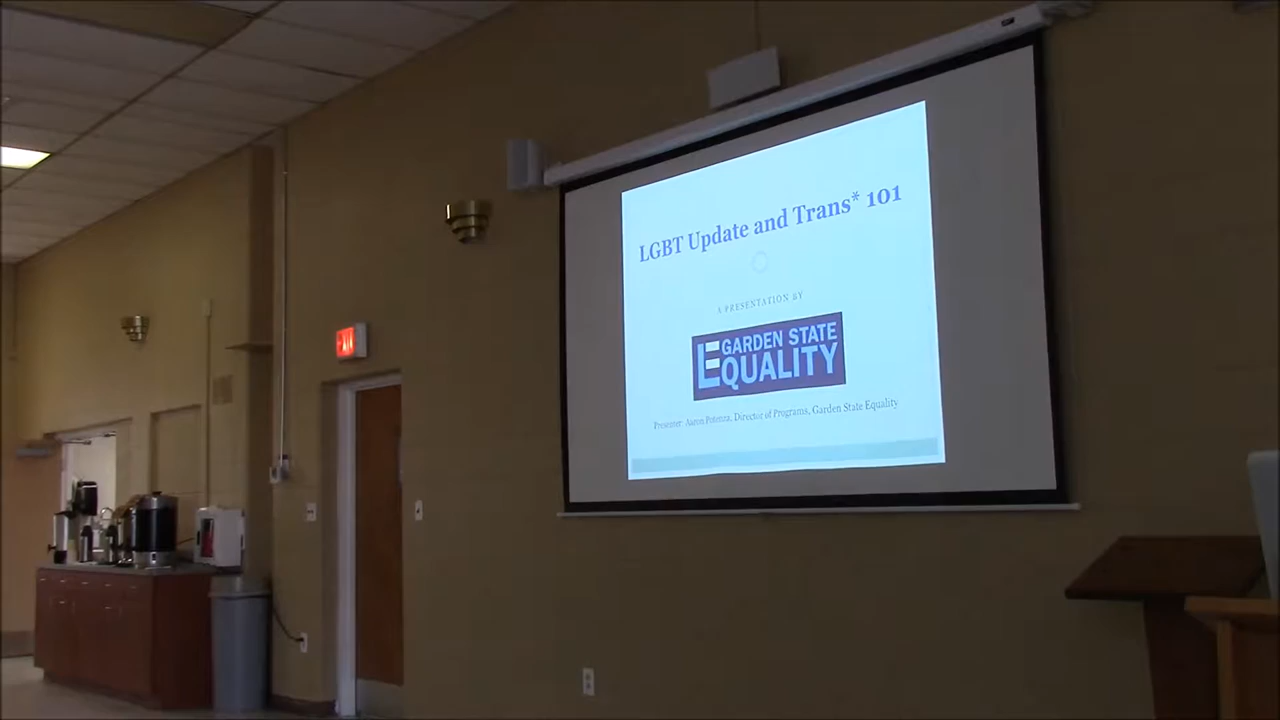 LGBT Update and Trans* 101
A PRESENTATION BY
GARDEN STATE
EQUALITY
Presenter: Aaron Potenza, Director of Programs, Garden State Equality
EXIT